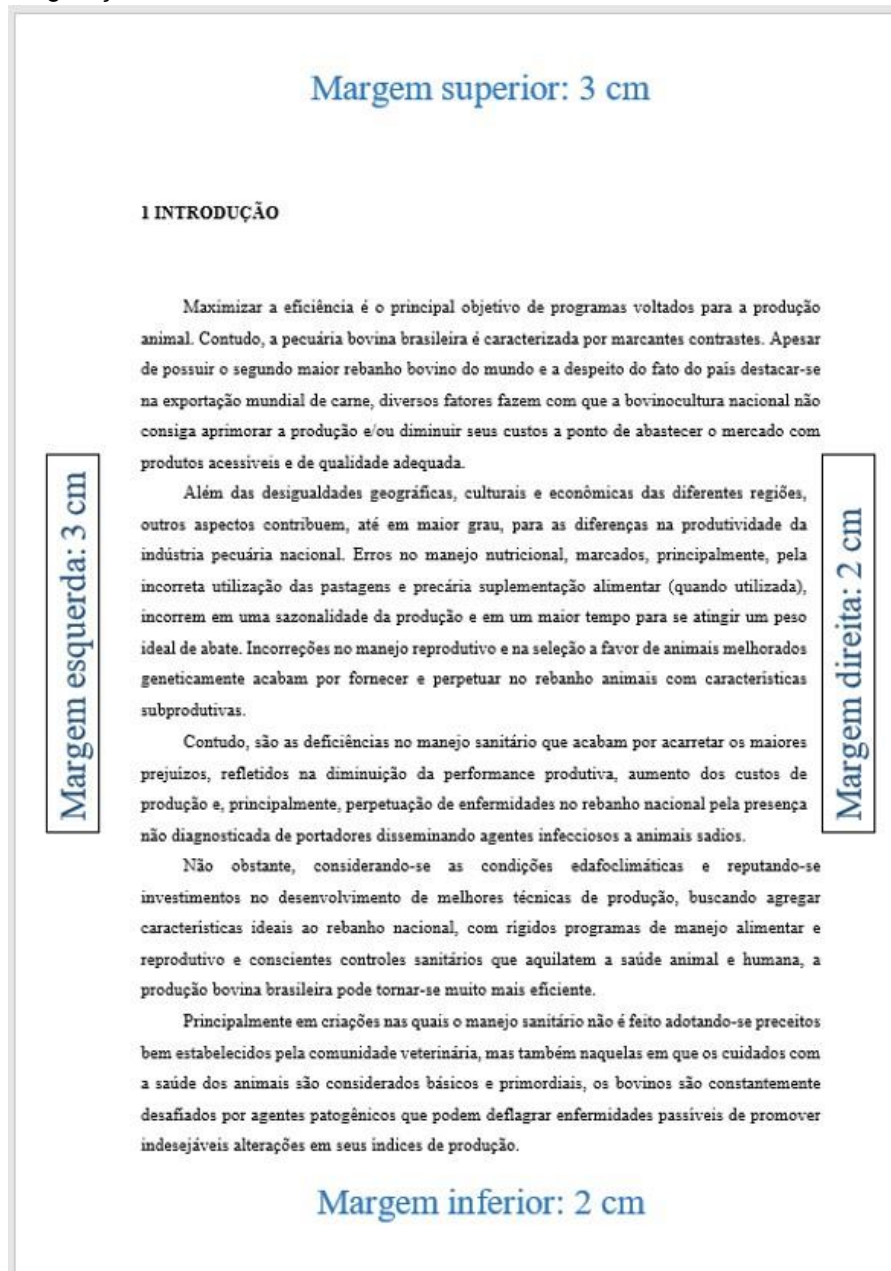 Margem superior: 3 cm
1 INTRODUÇÃO
Maximizar a eficiência é o principal objetivo de programas voltados para a produção
animal. Contudo, a pecuária bovina brasileira é caracterizada por marcantes contrastes. Apesar
de possuir o segundo maior rebanho bovino do mundo e a despeito do fato do país destacar-se
na exportação mundial de carne, diversos fatores fazem com que a bovinocultura nacional não
consiga aprimorar a produção e/ou diminuir seus custos a ponto de abastecer o mercado com
produtos acessíveis e de qualidade adequada.
Além das desigualdades geográficas, culturais e econômicas das diferentes regiões,
outros aspectos contribuem, até em maior grau, para as diferenças na produtividade da
indústria pecuária nacional. Erros no manejo nutricional, marcados, principalmente, pela
incorreta utilização das pastagens e precária suplementação alimentar (quando utilizada),
incorrem em uma sazonalidade da produção e em um maior tempo para se atingir um peso
ideal de abate. Incorreções no manejo reprodutivo e na seleção a favor de animais melhorados
geneticamente acabam por fornecer e perpetuar no rebanho animais com características
subprodutivas.
Contudo, são as deficiências no manejo sanitário que acabam por acarretar os maiores
prejuízos, refletidos na diminuição da performance produtiva, aumento dos custos de
produção e, principalmente, perpetuação de enfermidades no rebanho nacional pela presença
não diagnosticada de portadores disseminando agentes infecciosos a animais sadios.
Não obstante, considerando-se as condições edafoclimáticas e reputando-se
investimentos no desenvolvimento de melhores técnicas de produção, buscando agregar
características ideais ao rebanho nacional, com rígidos programas de manejo alimentar e
reprodutivo e conscientes controles sanitários que aquilatem a saúde animal e humana, a
produção bovina brasileira pode tornar-se muito mais eficiente.
Principalmente em criações nas quais o manejo sanitário não é feito adotando-se preceitos
bem estabelecidos pela comunidade veterinária, mas também naquelas em que os cuidados com
a saúde dos animais são considerados básicos e primordiais, os bovinos são constantemente
desafiados por agentes patogênicos que podem deflagrar enfermidades passíveis de promover
indesejáveis alterações em seus índices de produção.
Margem esquerda: 3 cm
Margem direita: 2 cm
Margem inferior: 2 cm